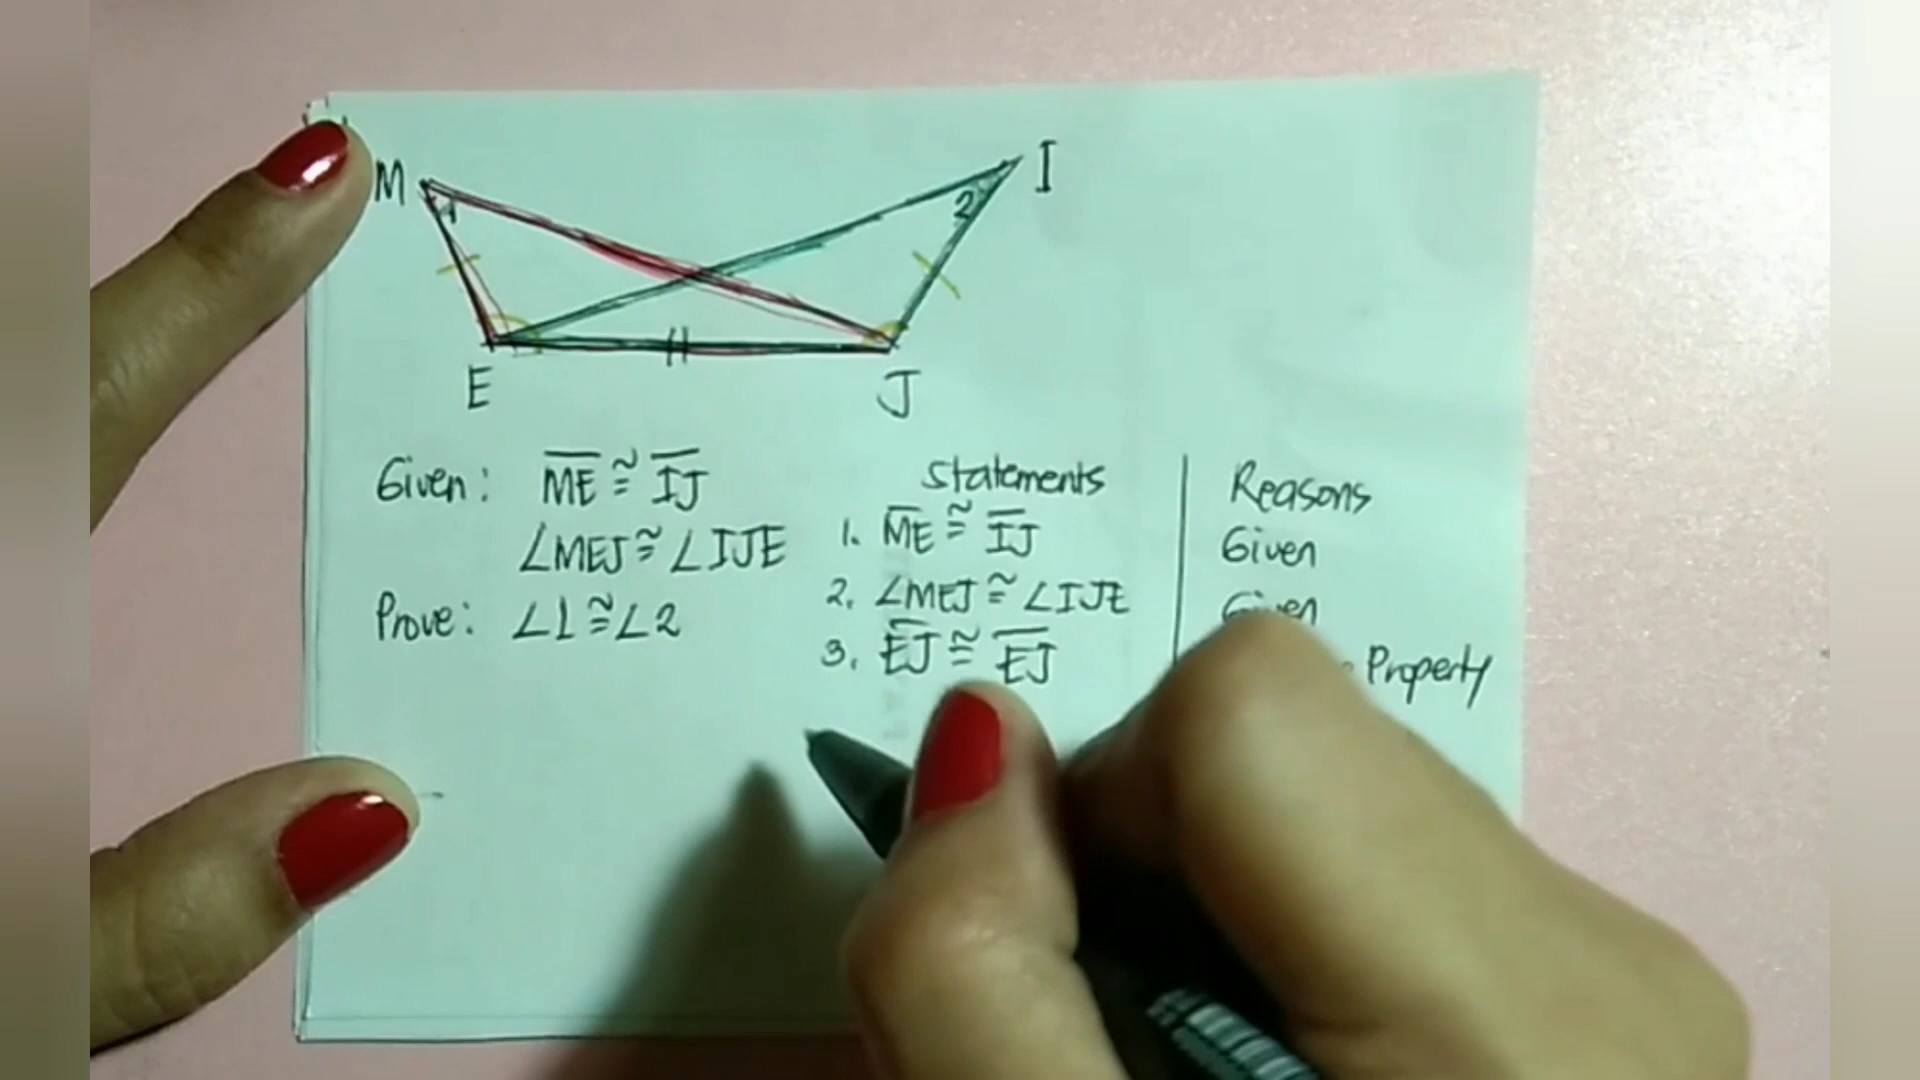 M
I
1
2
E
J
Given: ME ≅ IJ
∠MEJ ≅ ∠IJE
Prove: ∠1 ≅ ∠2
Statements
Reasons
1. ME ≅ IJ
Given
2. ∠MEJ ≅ ∠IJE
Given
3. EJ ≅ EJ
Property